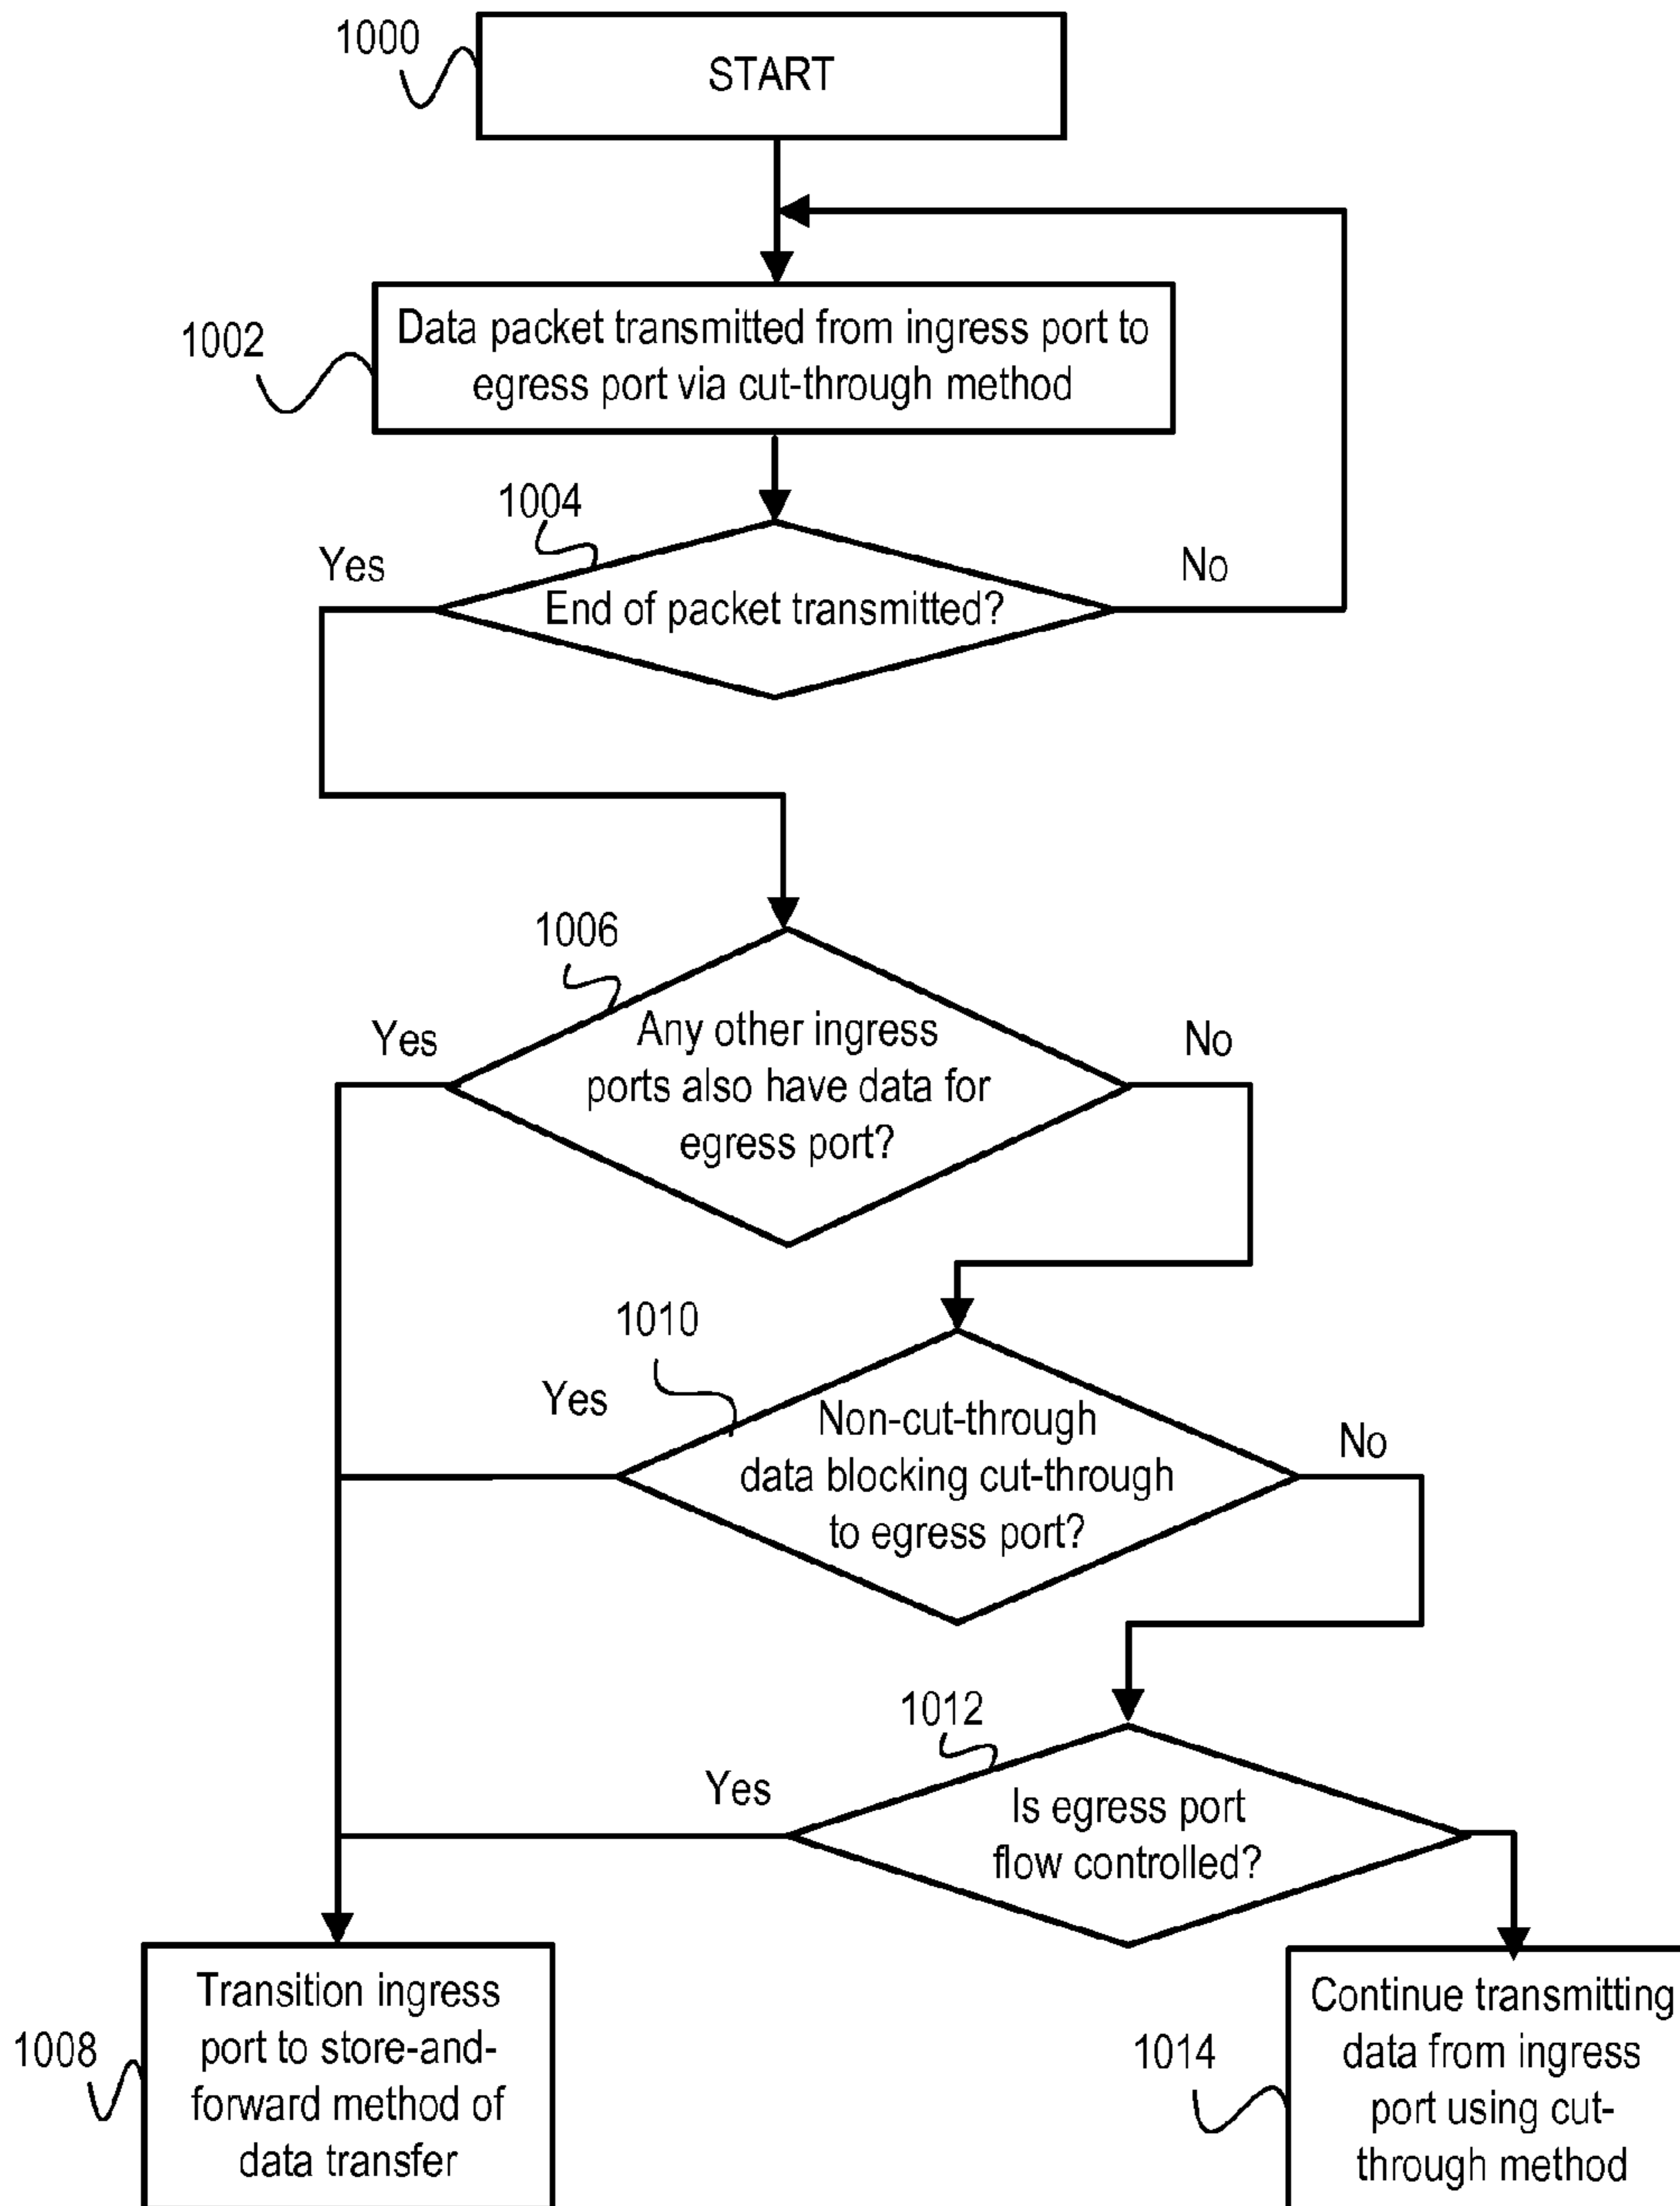 1000
START
1002
Data packet transmitted from ingress port to
egress port via cut-through method
1004
Yes
No
End of packet transmitted?
1006
Yes
No
Any other ingress
ports also have data for
egress port?
1010
Yes
No
Non-cut-through
data blocking cut-through
to egress port?
1012
Yes
Is egress port
flow controlled?
1008
Transition ingress
port to store-and-
forward method of
data transfer
1014
Continue transmitting
data from ingress
port using cut-
through method